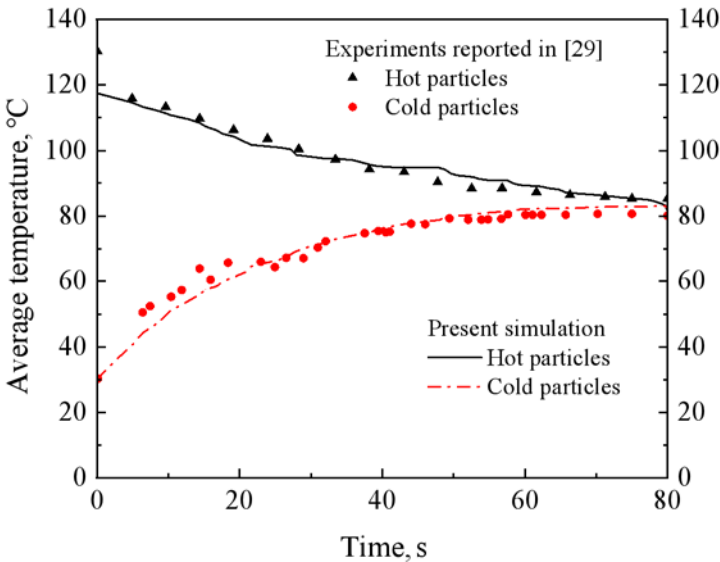 140
120
100
80
60
40
20
0
Average temperature, °C
Experiments reported in [29]
Hot particles
Cold particles
Present simulation
Hot particles
Cold particles
140
120
100
80
60
40
20
0
0 20 40 60 80
Time, s